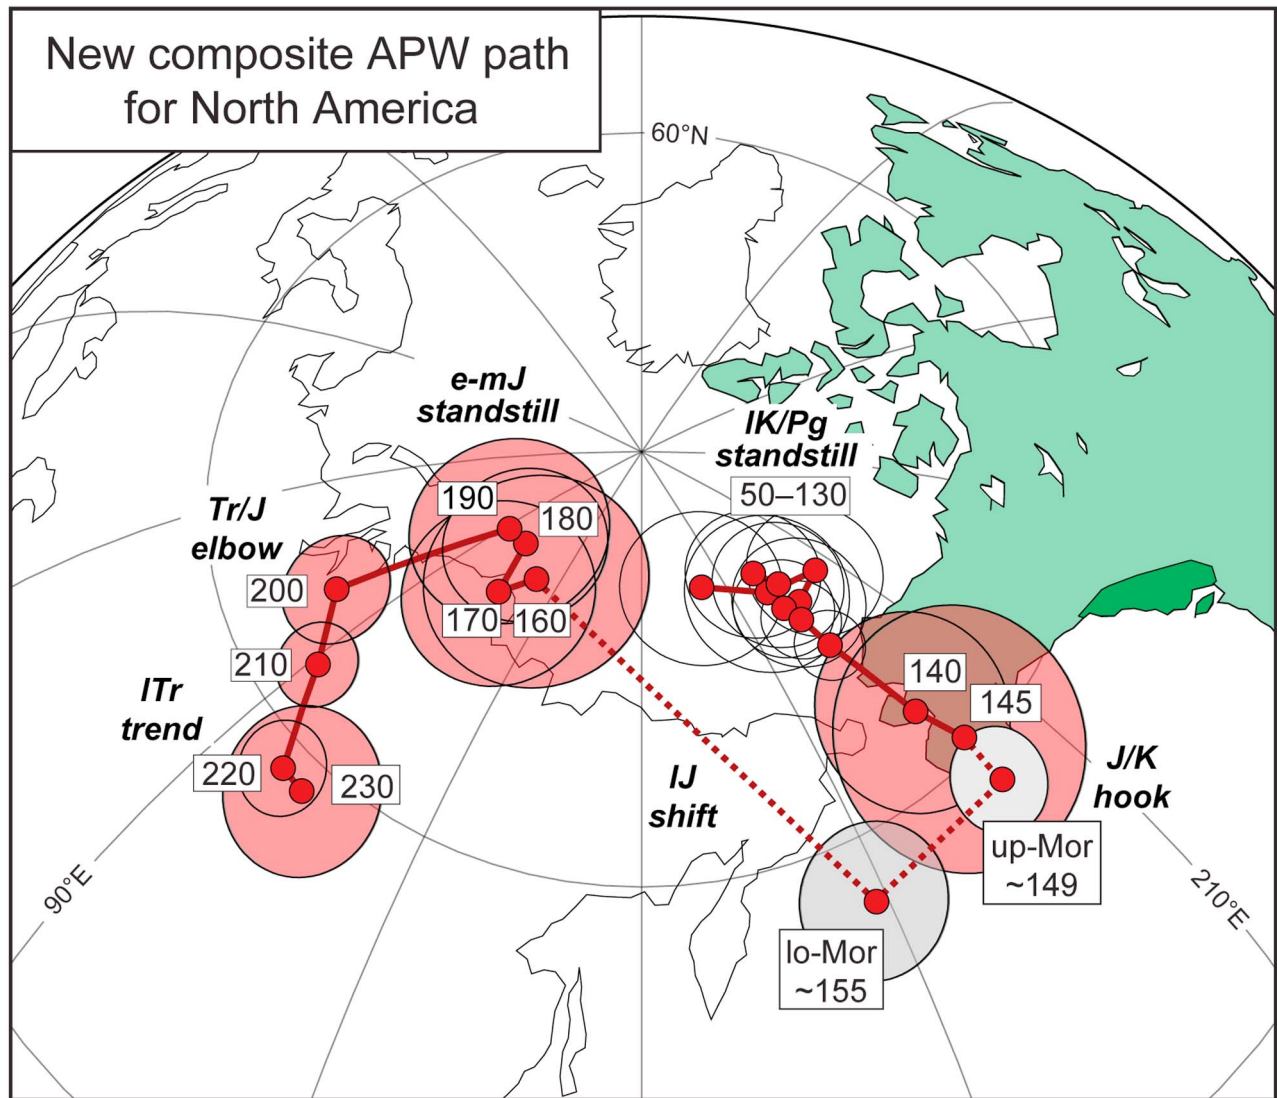 New composite APW path
for North America
60°N
e-mJ
standstill
lK/Pg
standstill
50–130
190
180
Tr/J
elbow
200
170
160
210
lTr
trend
140
145
220
230
lJ
shift
J/K
hook
up-Mor
~149
90°E
210°E
lo-Mor
~155